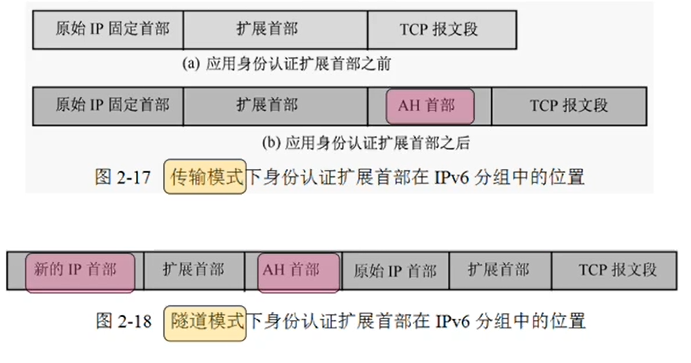 原始 IP 固定首部 扩展首部 TCP 报文段
(a) 应用身份认证扩展首部之前
原始 IP 固定首部 扩展首部 AH 首部 TCP 报文段
(b) 应用身份认证扩展首部之后
图 2-17 传输模式下身份认证扩展首部在 IPv6 分组中的位置
新的 IP 首部 扩展首部 AH 首部 原始 IP 首部 扩展首部 TCP 报文段
图 2-18 隧道模式下身份认证扩展首部在 IPv6 分组中的位置